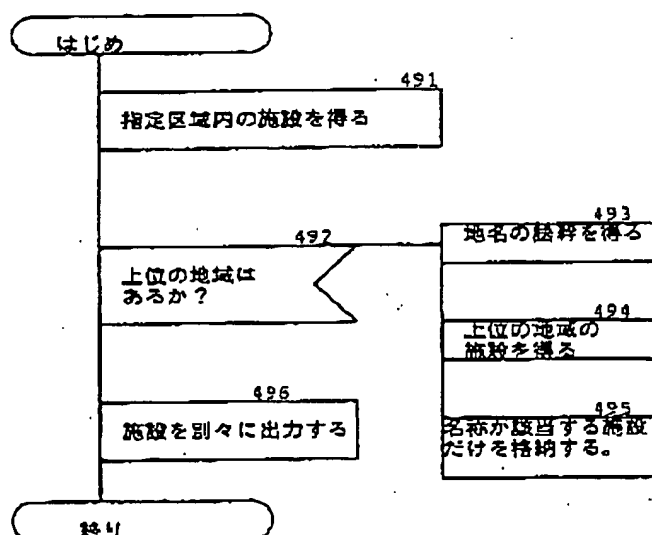 はじめ
491
指定区域内の施設を得る
492
上位の地域は
あるか?
493
地名の語幹を得る
494
上位の地域の
施設を得る
495
名称が該当する施設
だけを格納する。
496
施設を別々に出力する
終り